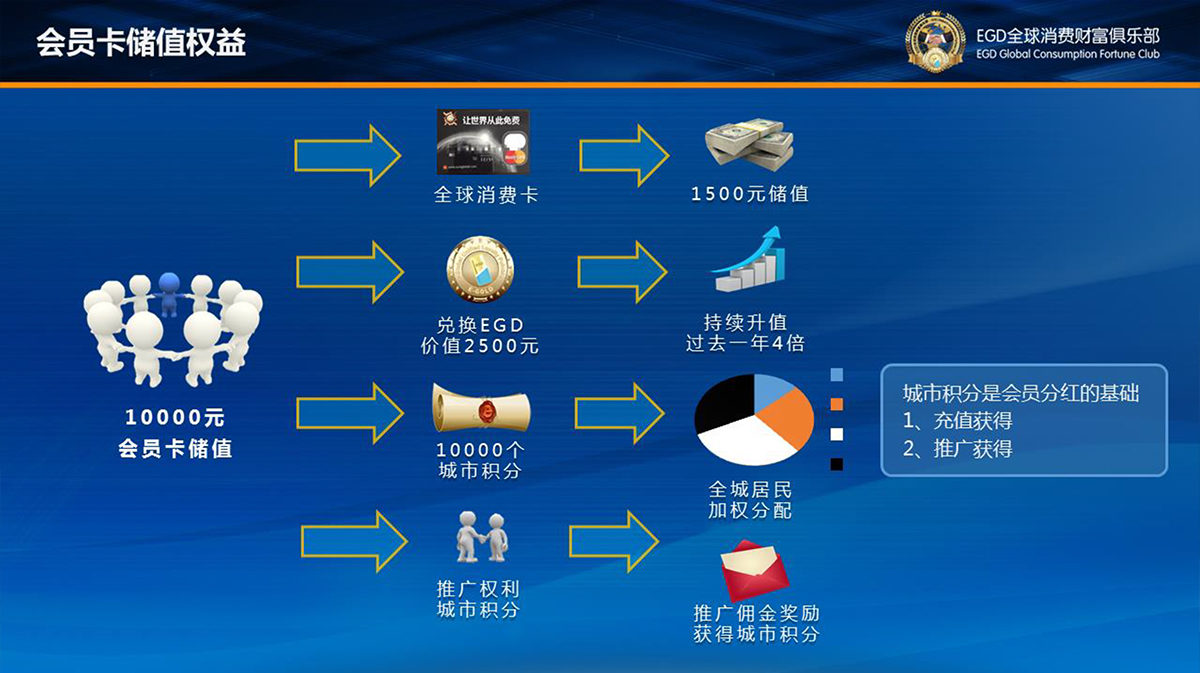 会员卡储值权益
EGD全球消费财富俱乐部
EGD Global Consumption Fortune Club
让世界从此免费
全球消费卡
1500元储值
E-GOLD
兑换EGD
价值2500元
持续升值
过去一年4倍
10000元
会员卡储值
10000个
城市积分
全城居民
加权分配
城市积分是会员分红的基础
1、充值获得
2、推广获得
推广权利
城市积分
推广佣金奖励
获得城市积分